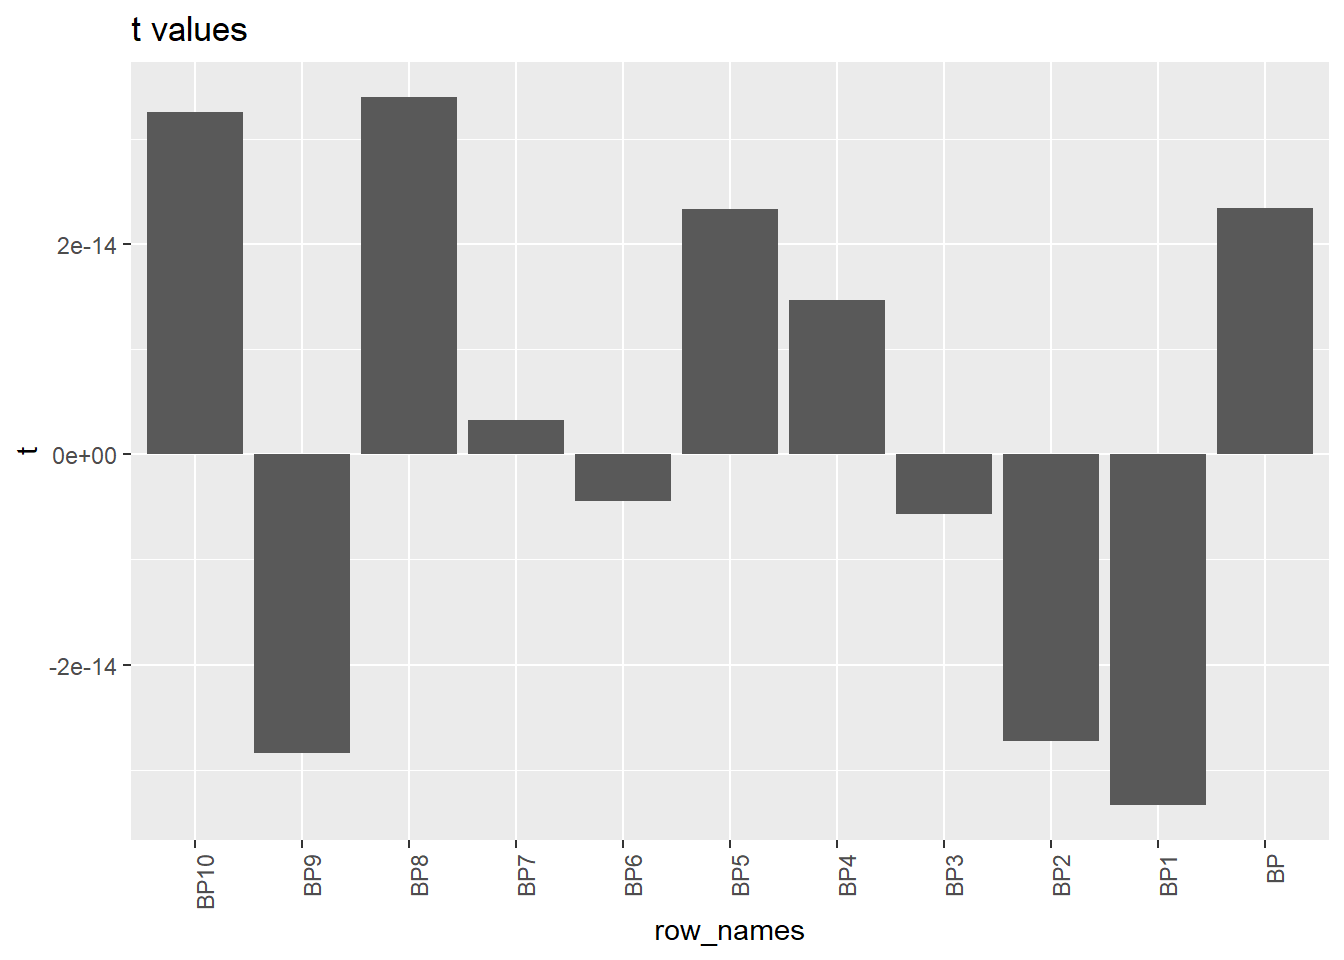 t values
2e-14
0e+00
-2e-14
t
BP10 BP9 BP8 BP7 BP6 BP5 BP4 BP3 BP2 BP1 BP
row_names